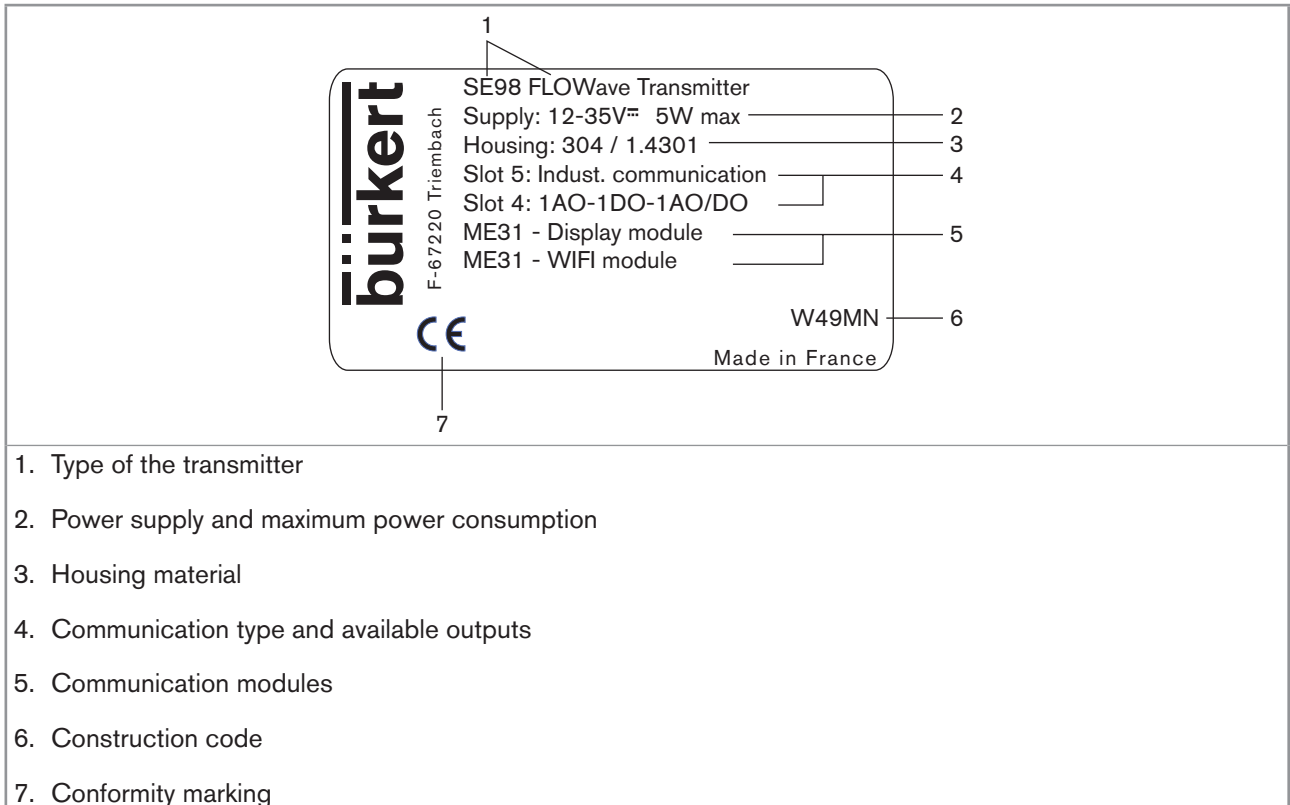 1
SE98 FLOWave Transmitter
Supply: 12-35V⎓ 5W max
2
Housing: 304 / 1.4301
3
Slot 5: Indust. communication
4
Slot 4: 1AO-1DO-1AO/DO
ME31 - Display module
5
ME31 - WIFI module
bürkert
F-67220 Triembach
W49MN
6
CE
Made in France
7
1. Type of the transmitter
2. Power supply and maximum power consumption
3. Housing material
4. Communication type and available outputs
5. Communication modules
6. Construction code
7. Conformity marking